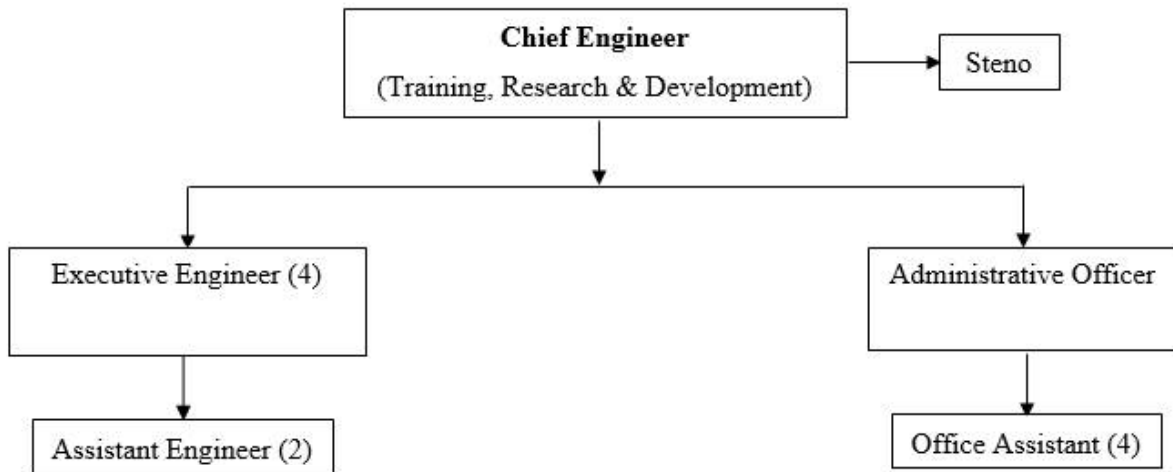 Chief Engineer
(Training, Research & Development)
Steno
Executive Engineer (4)
Administrative Officer
Assistant Engineer (2)
Office Assistant (4)